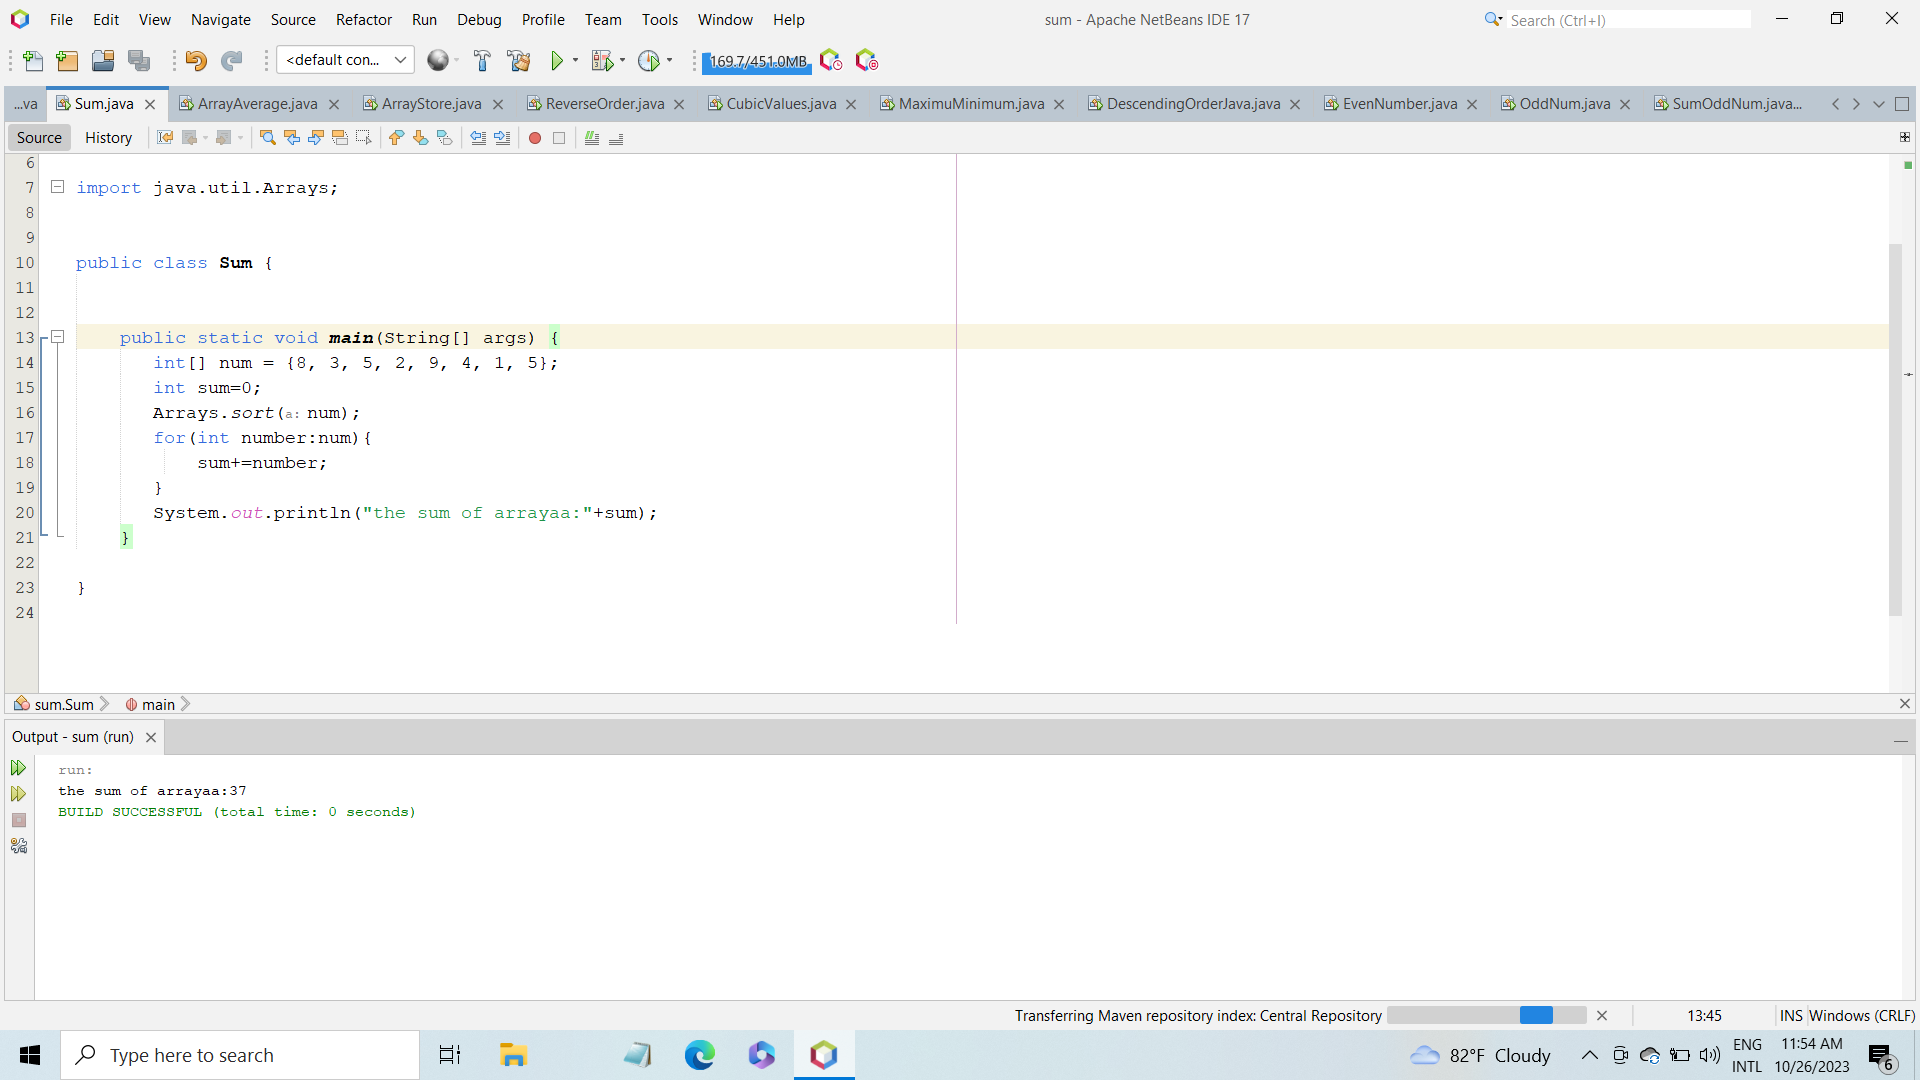 File Edit View Navigate Source Refactor Run Debug Profile Team Tools Window Help
sum - Apache NetBeans IDE 17
Search (Ctrl+I)
<default con...
169.7/451.0MB
...va Sum.java ArrayAverage.java ArrayStore.java ReverseOrder.java CubicValues.java MaximuMinimum.java DescendingOrderJava.java EvenNumber.java OddNum.java SumOddNum.java...
Source History
6
7 import java.util.Arrays;
8
9
10 public class Sum {
11
12
13 public static void main(String[] args) {
14 int[] num = {8, 3, 5, 2, 9, 4, 1, 5};
15 int sum=0;
16 Arrays.sort(a: num);
17 for(int number:num){
18 sum+=number;
19 }
20 System.out.println("the sum of arrayaa:"+sum);
21 }
22
23 }
24
sum.Sum main
Output - sum (run)
run:
the sum of arrayaa:37
BUILD SUCCESSFUL (total time: 0 seconds)
Transferring Maven repository index: Central Repository
13:45 INS Windows (CRLF)
Type here to search
82°F Cloudy
ENG
INTL
11:54 AM
10/26/2023
6